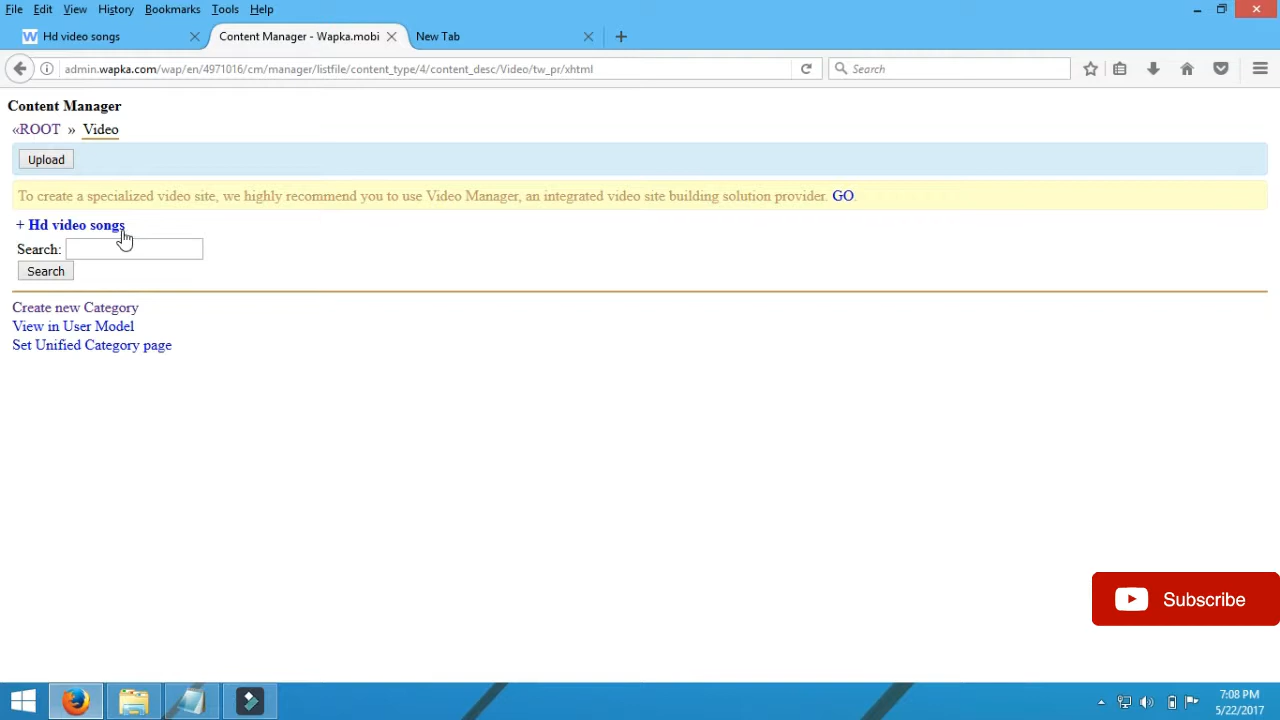 File Edit View History Bookmarks Tools Help
W Hd video songs Content Manager - Wapka.mobi New Tab
admin.wapka.com/wap/en/4971016/cm/manager/listfile/content_type/4/content_desc/Video/tw_pr/xhtml Search
Content Manager
«ROOT » Video
Upload
To create a specialized video site, we highly recommend you to use Video Manager, an integrated video site building solution provider. GO.
+ Hd video songs
Search:
Search
Create new Category
View in User Model
Set Unified Category page
Subscribe
7:08 PM
5/22/2017